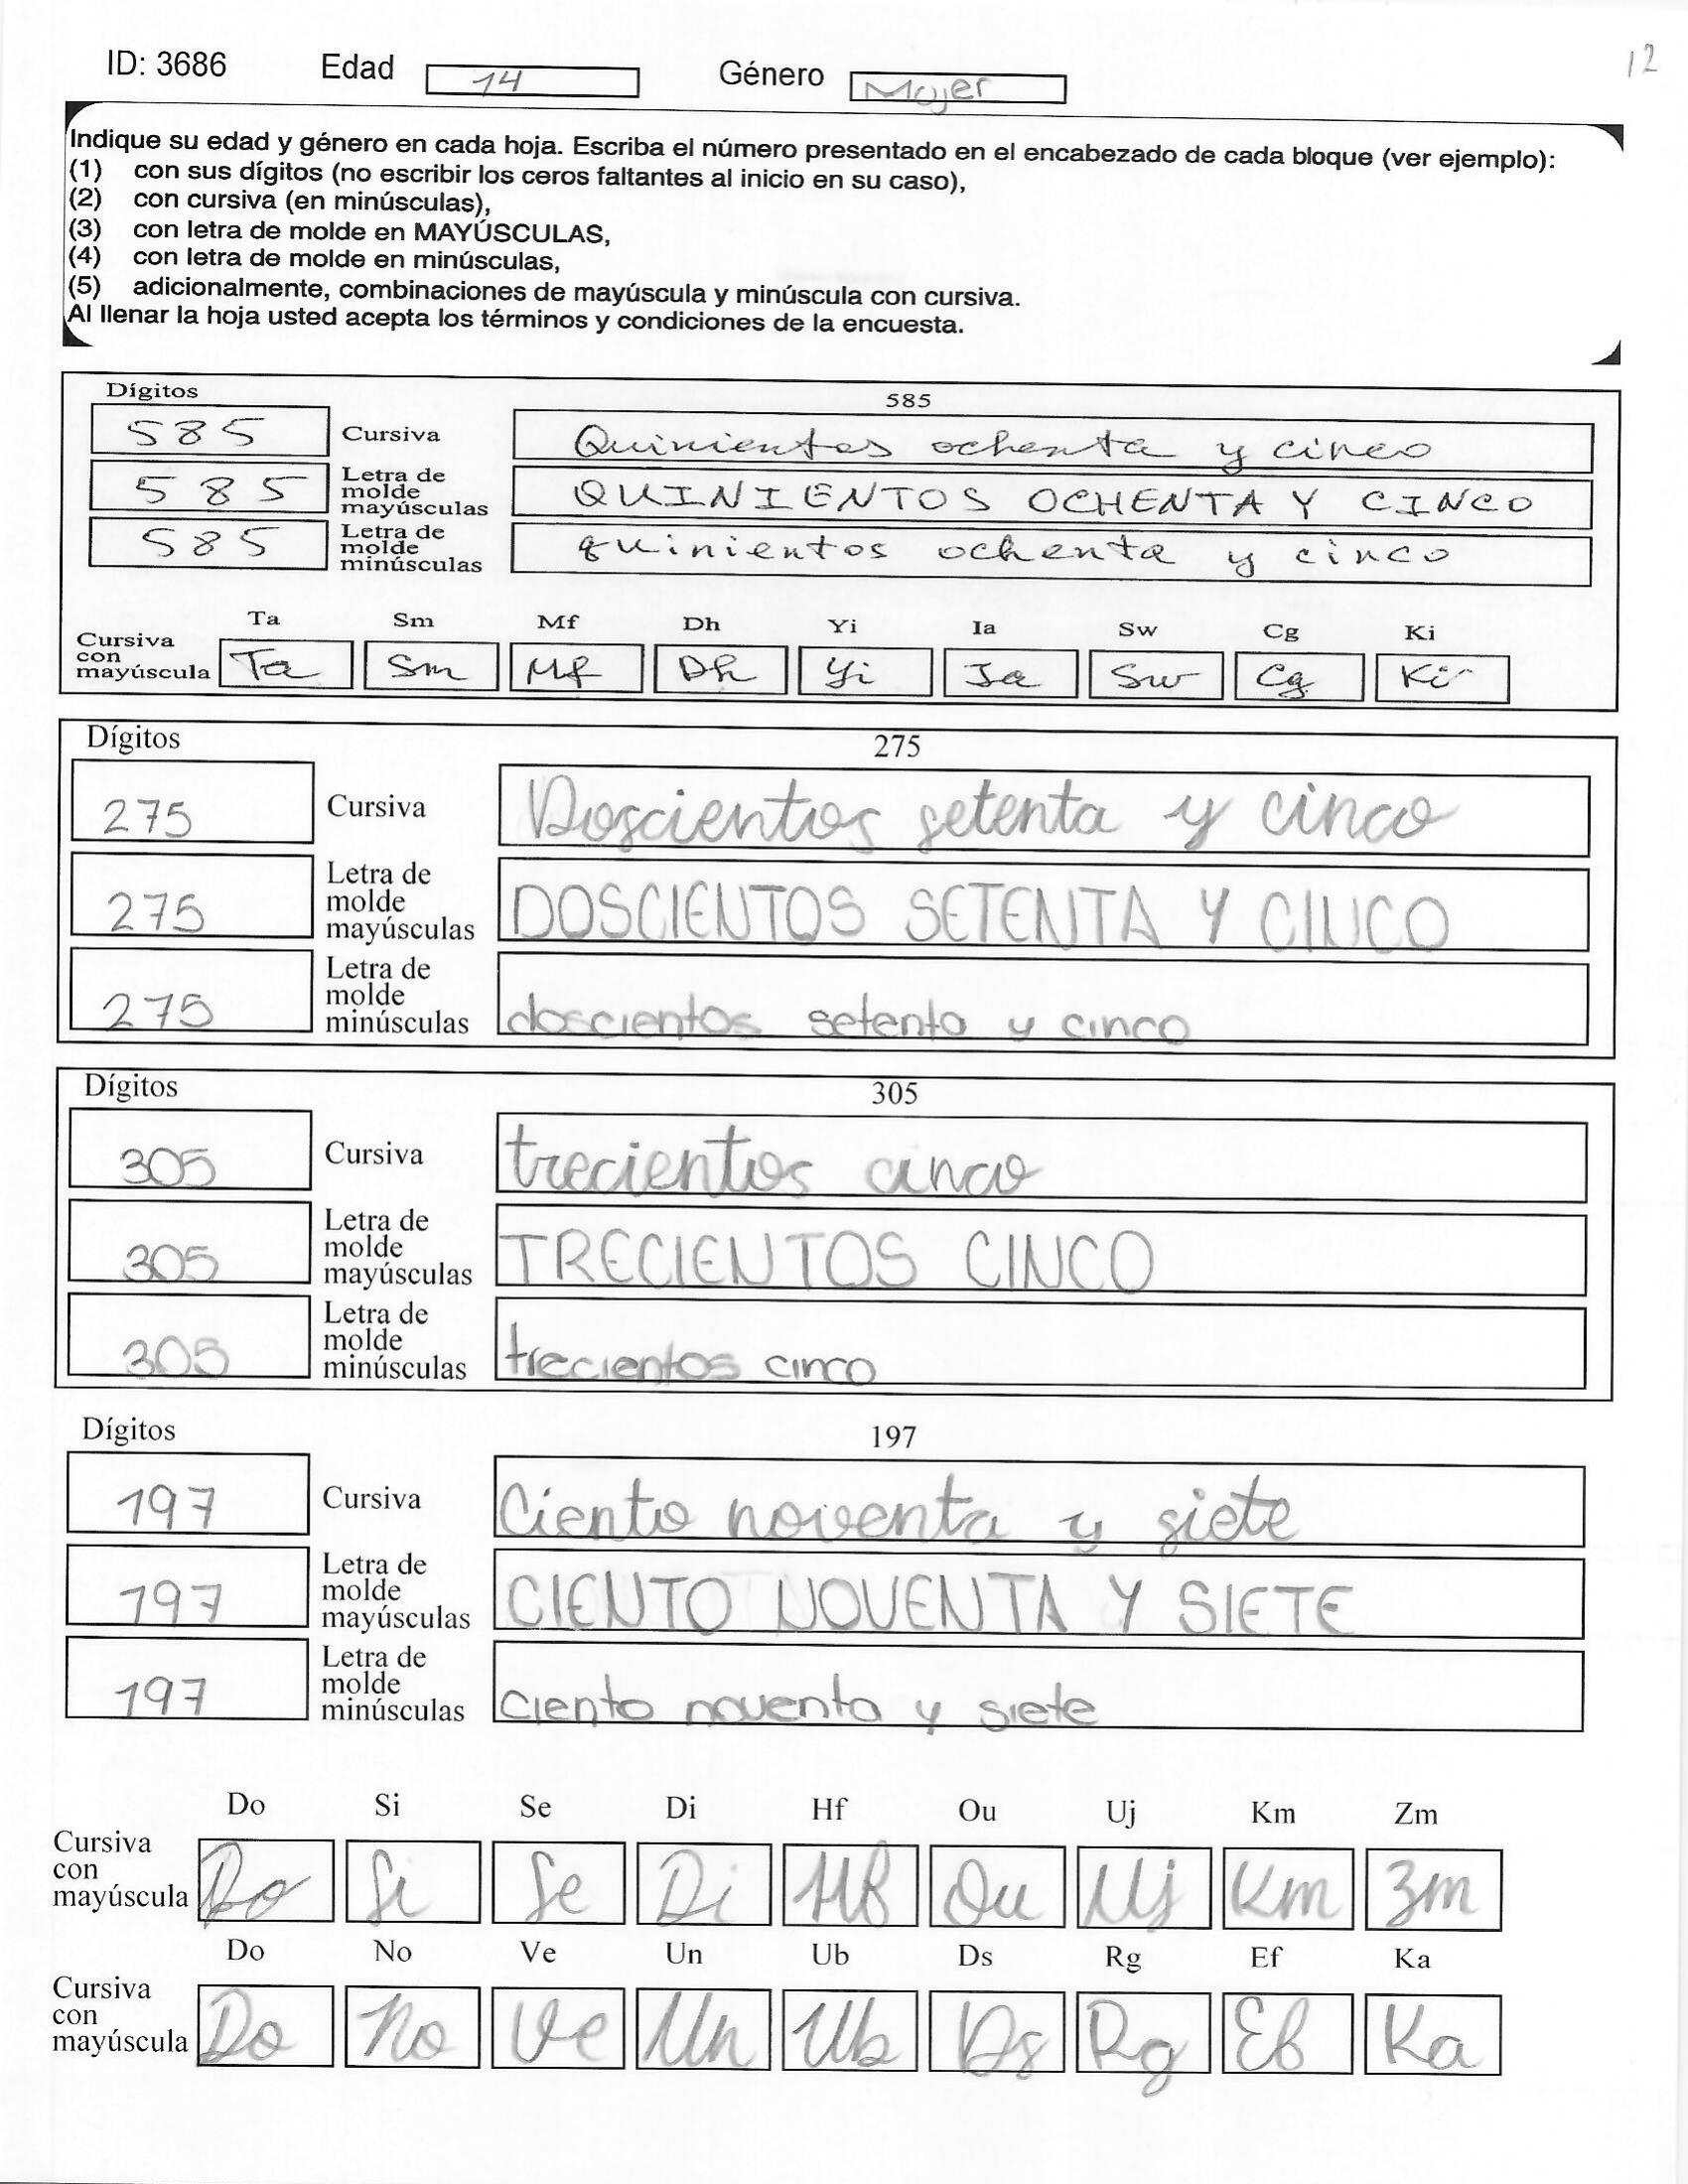 ID: 3686 Edad 14 Género Mujer 12
Indique su edad y género en cada hoja. Escriba el número presentado en el encabezado de cada bloque (ver ejemplo):
(1) con sus dígitos (no escribir los ceros faltantes al inicio en su caso),
(2) con cursiva (en minúsculas),
(3) con letra de molde en MAYÚSCULAS,
(4) con letra de molde en minúsculas,
(5) adicionalmente, combinaciones de mayúscula y minúscula con cursiva.
Al llenar la hoja usted acepta los términos y condiciones de la encuesta.
Dígitos 585
585 Cursiva Quinientos ochenta y cinco
585 Letra de molde mayúsculas QUINIENTOS OCHENTA Y CINCO
585 Letra de molde minúsculas quinientos ochenta y cinco
Ta Sm Mf Dh Yi Ia Sw Cg Ki
Cursiva con mayúscula Ta Sm Mf Dh Yi Ia Sw Cg Ki
Dígitos 275
275 Cursiva Doscientos setenta y cinco
275 Letra de molde mayúsculas DOSCIENTOS SETENTA Y CINCO
275 Letra de molde minúsculas doscientos setenta y cinco
Dígitos 305
305 Cursiva trecientos cinco
305 Letra de molde mayúsculas TRECIENTOS CINCO
305 Letra de molde minúsculas trecientos cinco
Dígitos 197
197 Cursiva Ciento noventa y siete
197 Letra de molde mayúsculas CIENTO NOVENTA Y SIETE
197 Letra de molde minúsculas ciento noventa y siete
Do Si Se Di Hf Ou Uj Km Zm
Cursiva con mayúscula Do Si Se Di Hf Ou Uj Km Zm
Do No Ve Un Ub Ds Rg Ef Ka
Cursiva con mayúscula Do No Ve Un Ub Ds Rg Ef Ka